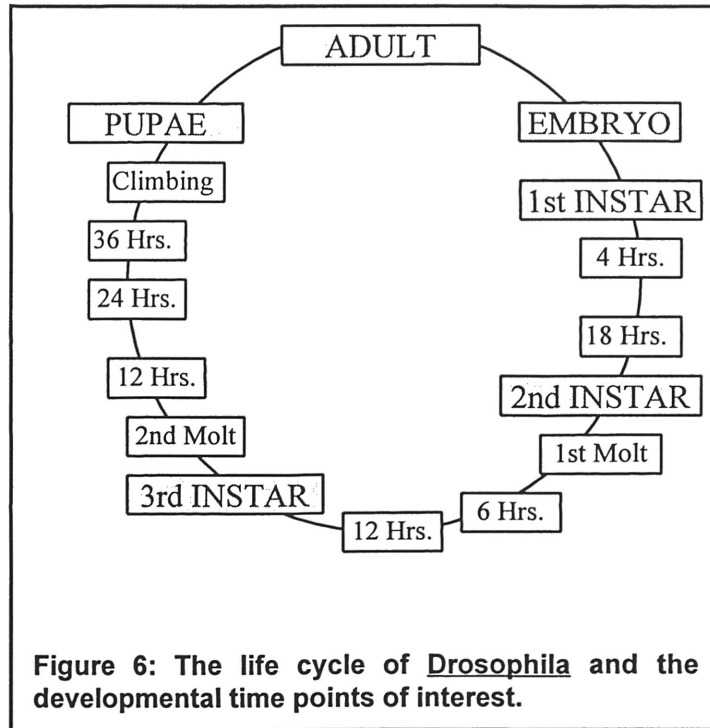 ADULT
EMBRYO
1st INSTAR
4 Hrs.
18 Hrs.
2nd INSTAR
1st Molt
6 Hrs.
12 Hrs.
3rd INSTAR
2nd Molt
12 Hrs.
24 Hrs.
36 Hrs.
Climbing
PUPAE
Figure 6: The life cycle of Drosophila and the
developmental time points of interest.